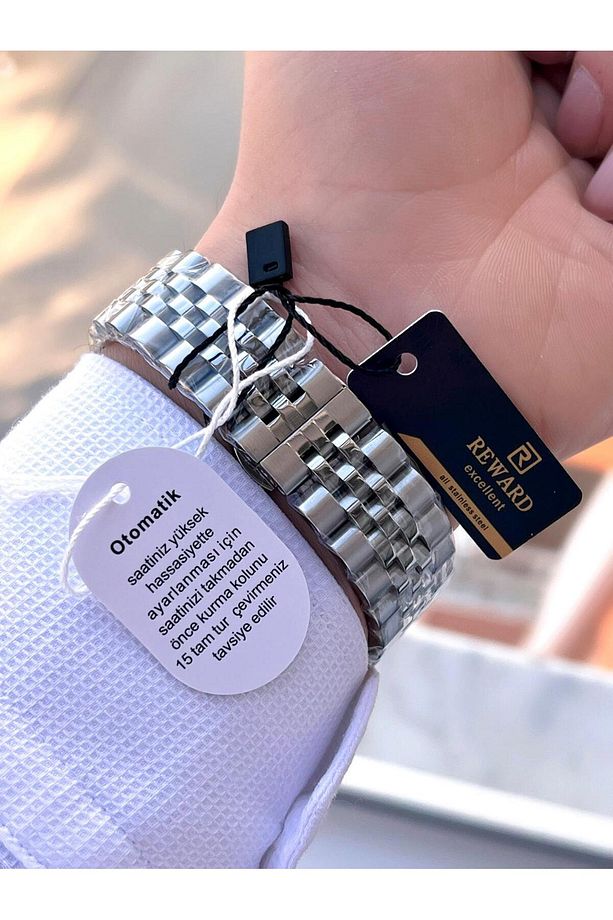 Otomatik
saatiniz yüksek
hassasiyette
ayarlanması için
saatinizi takmadan
önce kurma kolunu
15 tam tur çevirmeniz
tavsiye edilir
R
REWARD
excellent
all stainless steel